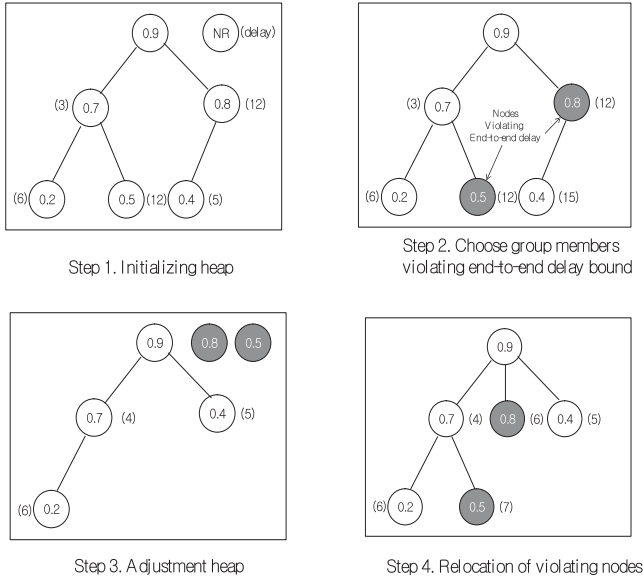 0.9
NR (delay)
(3) 0.7
0.8 (12)
(6) 0.2
0.5 (12)
0.4 (5)
Step 1. Initializing heap
0.9
(3) 0.7
0.8 (12)
Nodes
Violating
End-to-end delay
(6) 0.2
0.5 (12)
0.4 (15)
Step 2. Choose group members
violating end-to-end delay bound
0.9
0.8
0.5
0.7 (4)
0.4 (5)
(6) 0.2
Step 3. Adjustment heap
0.9
0.7 (4)
0.8 (6)
0.4 (5)
(6) 0.2
0.5 (7)
Step 4. Relocation of violating nodes